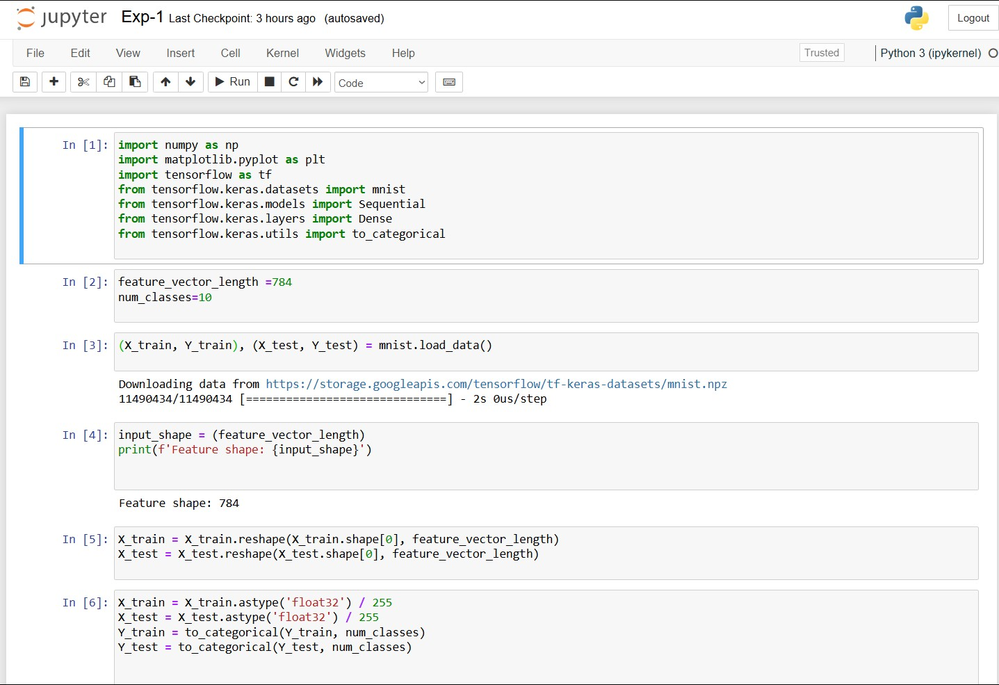 jupyter Exp-1 Last Checkpoint: 3 hours ago (autosaved) Logout
File Edit View Insert Cell Kernel Widgets Help Trusted Python 3 (ipykernel)
Run Code
In [1]: import numpy as np
import matplotlib.pyplot as plt
import tensorflow as tf
from tensorflow.keras.datasets import mnist
from tensorflow.keras.models import Sequential
from tensorflow.keras.layers import Dense
from tensorflow.keras.utils import to_categorical
In [2]: feature_vector_length =784
num_classes=10
In [3]: (X_train, Y_train), (X_test, Y_test) = mnist.load_data()
Downloading data from https://storage.googleapis.com/tensorflow/tf-keras-datasets/mnist.npz
11490434/11490434 [==============================] - 2s 0us/step
In [4]: input_shape = (feature_vector_length)
print(f'Feature shape: {input_shape}')
Feature shape: 784
In [5]: X_train = X_train.reshape(X_train.shape[0], feature_vector_length)
X_test = X_test.reshape(X_test.shape[0], feature_vector_length)
In [6]: X_train = X_train.astype('float32') / 255
X_test = X_test.astype('float32') / 255
Y_train = to_categorical(Y_train, num_classes)
Y_test = to_categorical(Y_test, num_classes)